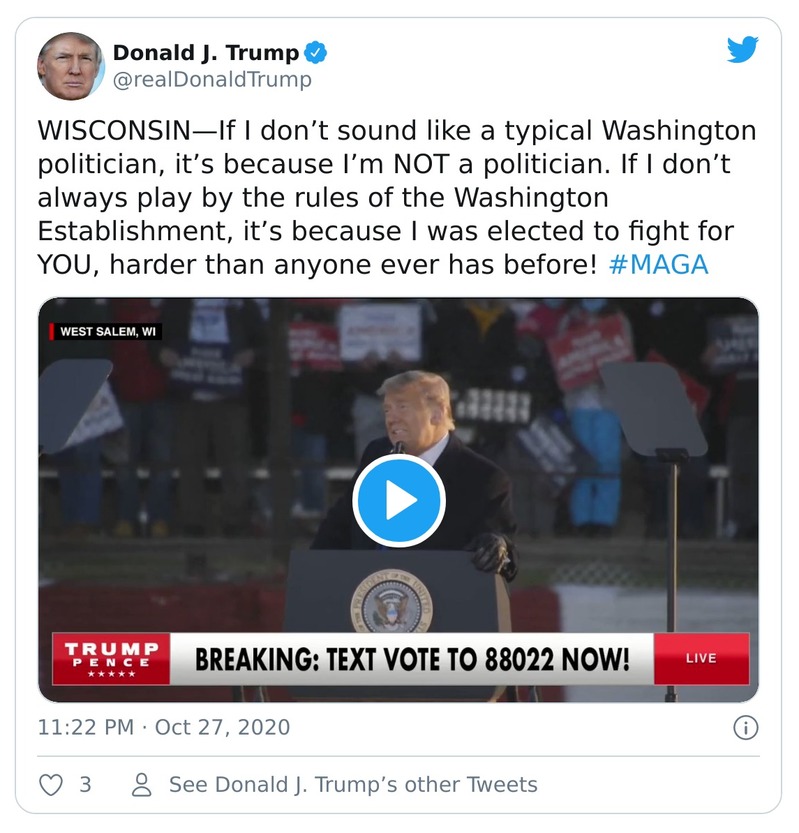 Donald J. Trump
@realDonaldTrump
WISCONSIN—If I don’t sound like a typical Washington
politician, it’s because I’m NOT a politician. If I don’t
always play by the rules of the Washington
Establishment, it’s because I was elected to fight for
YOU, harder than anyone ever has before! #MAGA
WEST SALEM, WI
TRUMP
PENCE
BREAKING: TEXT VOTE TO 88022 NOW!
LIVE
11:22 PM · Oct 27, 2020
3
See Donald J. Trump’s other Tweets